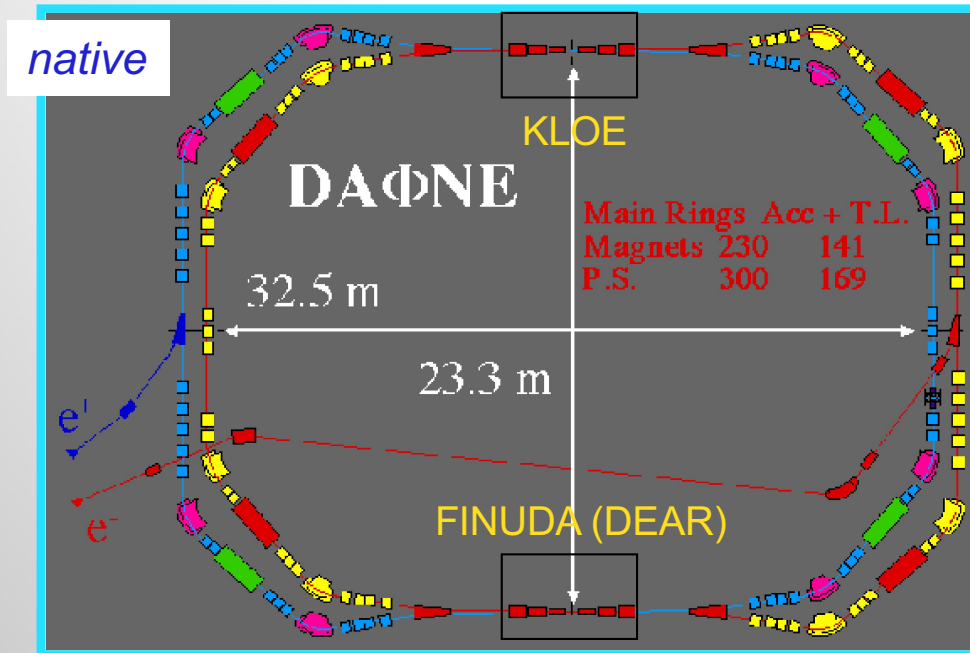 native
KLOE
DAΦNE
Main Rings Acc + T.L.
Magnets 230 141
P.S. 300 169
32.5 m
23.3 m
e⁺
e⁻
FINUDA (DEAR)